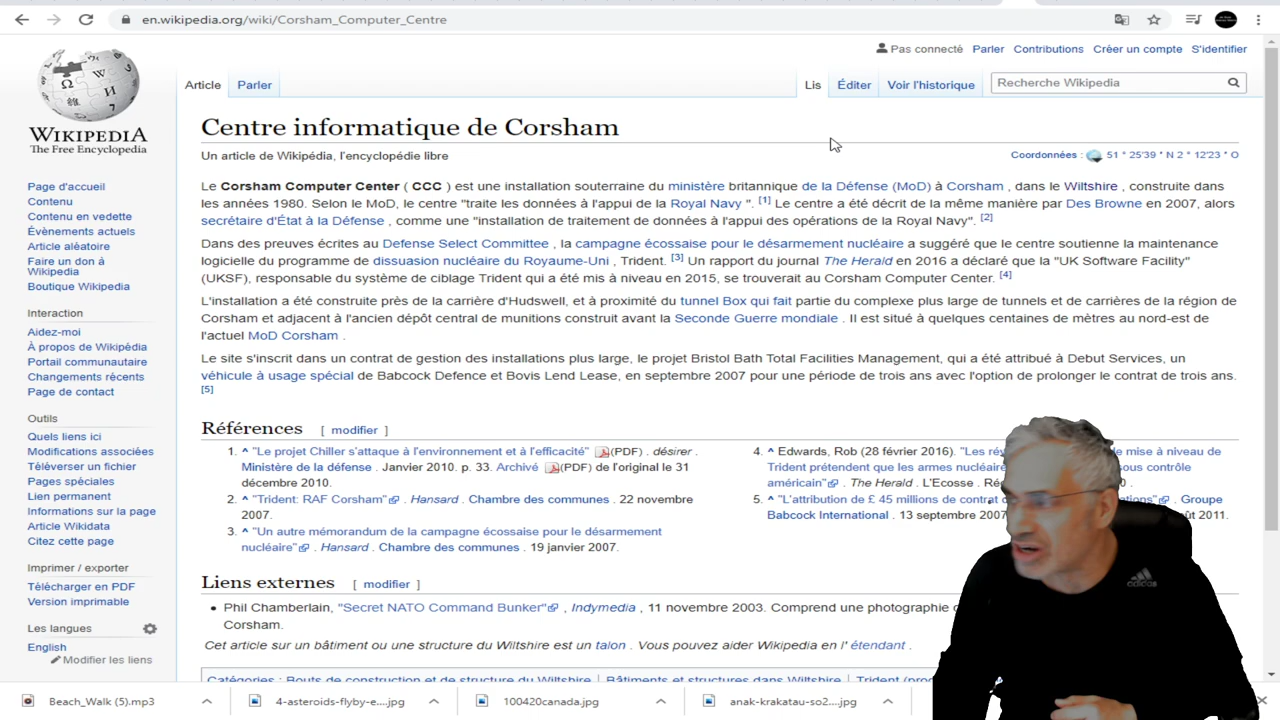 en.wikipedia.org/wiki/Corsham_Computer_Centre
Pas connecté Parler Contributions Créer un compte S'identifier
Article Parler Lis Éditer Voir l'historique Recherche Wikipedia
WIKIPEDIA
The Free Encyclopedia
Centre informatique de Corsham
Un article de Wikipédia, l'encyclopédie libre
Coordonnées : 51 ° 25′39 ″ N 2 ° 12′23 ″ O
Le Corsham Computer Center ( CCC ) est une installation souterraine du ministère britannique de la Défense (MoD) à Corsham , dans le Wiltshire , construite dans
les années 1980. Selon le MoD, le centre "traite les données à l'appui de la Royal Navy ". [1] Le centre a été décrit de la même manière par Des Browne en 2007, alors
secrétaire d'État à la Défense , comme une "installation de traitement de données à l'appui des opérations de la Royal Navy". [2]
Dans des preuves écrites au Defense Select Committee , la campagne écossaise pour le désarmement nucléaire a suggéré que le centre soutienne la maintenance
logicielle du programme de dissuasion nucléaire du Royaume-Uni , Trident. [3] Un rapport du journal The Herald en 2016 a déclaré que la "UK Software Facility"
(UKSF), responsable du système de ciblage Trident qui a été mis à niveau en 2015, se trouverait au Corsham Computer Center. [4]
L'installation a été construite près de la carrière d'Hudswell, et à proximité du tunnel Box qui fait partie du complexe plus large de tunnels et de carrières de la région de
Corsham et adjacent à l'ancien dépôt central de munitions construit avant la Seconde Guerre mondiale . Il est situé à quelques centaines de mètres au nord-est de
l'actuel MoD Corsham .
Le site s'inscrit dans un contrat de gestion des installations plus large, le projet Bristol Bath Total Facilities Management, qui a été attribué à Debut Services, un
véhicule à usage spécial de Babcock Defence et Bovis Lend Lease, en septembre 2007 pour une période de trois ans avec l'option de prolonger le contrat de trois ans.
[5]
Références [ modifier ]
1. ^ "Le projet Chiller s'attaque à l'environnement et à l'efficacité" (PDF) . désirer .
Ministère de la défense . Janvier 2010. p. 33. Archivé (PDF) de l'original le 31
décembre 2010.
2. ^ "Trident: RAF Corsham" . Hansard . Chambre des communes . 22 novembre
2007.
3. ^ "Un autre mémorandum de la campagne écossaise pour le désarmement
nucléaire" . Hansard . Chambre des communes . 19 janvier 2007.
4. ^ Edwards, Rob (28 février 2016). "Les mise à niveau de
Trident prétendent que les armes nucléaire sous contrôle
américain" . The Herald . L'Ecosse .
5. ^ "L'attribution de £ 45 millions de contrat Groupe
Babcock International . 13 septembre 2007 2011.
Liens externes [ modifier ]
• Phil Chamberlain, "Secret NATO Command Bunker" , Indymedia , 11 novembre 2003. Comprend une photographie
Corsham.
Cet article sur un bâtiment ou une structure du Wiltshire est un talon . Vous pouvez aider Wikipedia en l' étendant .
Catégories : Bouts de construction et de structure du Wiltshire Bâtiments et structures dans Wiltshire Trident
Page d'accueil
Contenu
Contenu en vedette
Évènements actuels
Article aléatoire
Faire un don à
Wikipedia
Boutique Wikipedia
Interaction
Aidez-moi
À propos de Wikipédia
Portail communautaire
Changements récents
Page de contact
Outils
Quels liens ici
Modifications associées
Téléverser un fichier
Pages spéciales
Lien permanent
Informations sur la page
Article Wikidata
Citez cette page
Imprimer / exporter
Télécharger en PDF
Version imprimable
Les langues
English
Modifier les liens
adidas
Beach_Walk (5).mp3 4-asteroids-flyby-e....jpg 100420canada.jpg anak-krakatau-so2....jpg